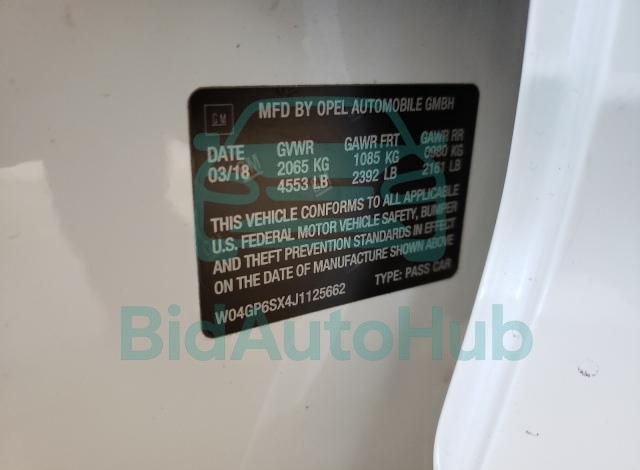 GM
MFD BY OPEL AUTOMOBILE GMBH
DATE GVWR GAWR FRT GAWR RR
03/18 2065 KG 1085 KG 0980 KG
4553 LB 2392 LB 2161 LB
THIS VEHICLE CONFORMS TO ALL APPLICABLE
U.S. FEDERAL MOTOR VEHICLE SAFETY, BUMPER
AND THEFT PREVENTION STANDARDS IN EFFECT
ON THE DATE OF MANUFACTURE SHOWN ABOVE
W04GP6SX4J1125662 TYPE: PASS CAR
BidAutoHub